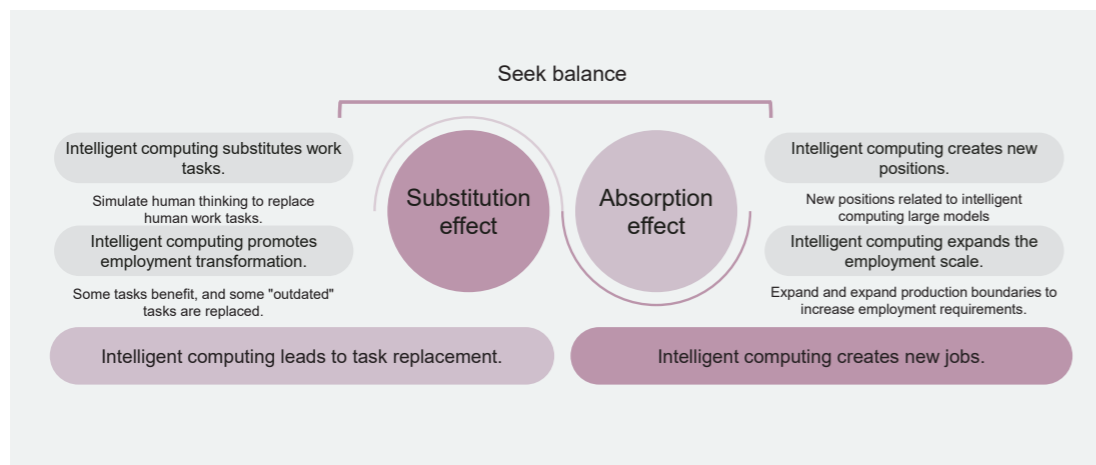 Seek balance
Intelligent computing substitutes work
tasks.
Simulate human thinking to replace
human work tasks.
Intelligent computing promotes
employment transformation.
Some tasks benefit, and some "outdated"
tasks are replaced.
Substitution
effect
Absorption
effect
Intelligent computing creates new
positions.
New positions related to intelligent
computing large models
Intelligent computing expands the
employment scale.
Expand and expand production boundaries to
increase employment requirements.
Intelligent computing leads to task replacement.
Intelligent computing creates new jobs.